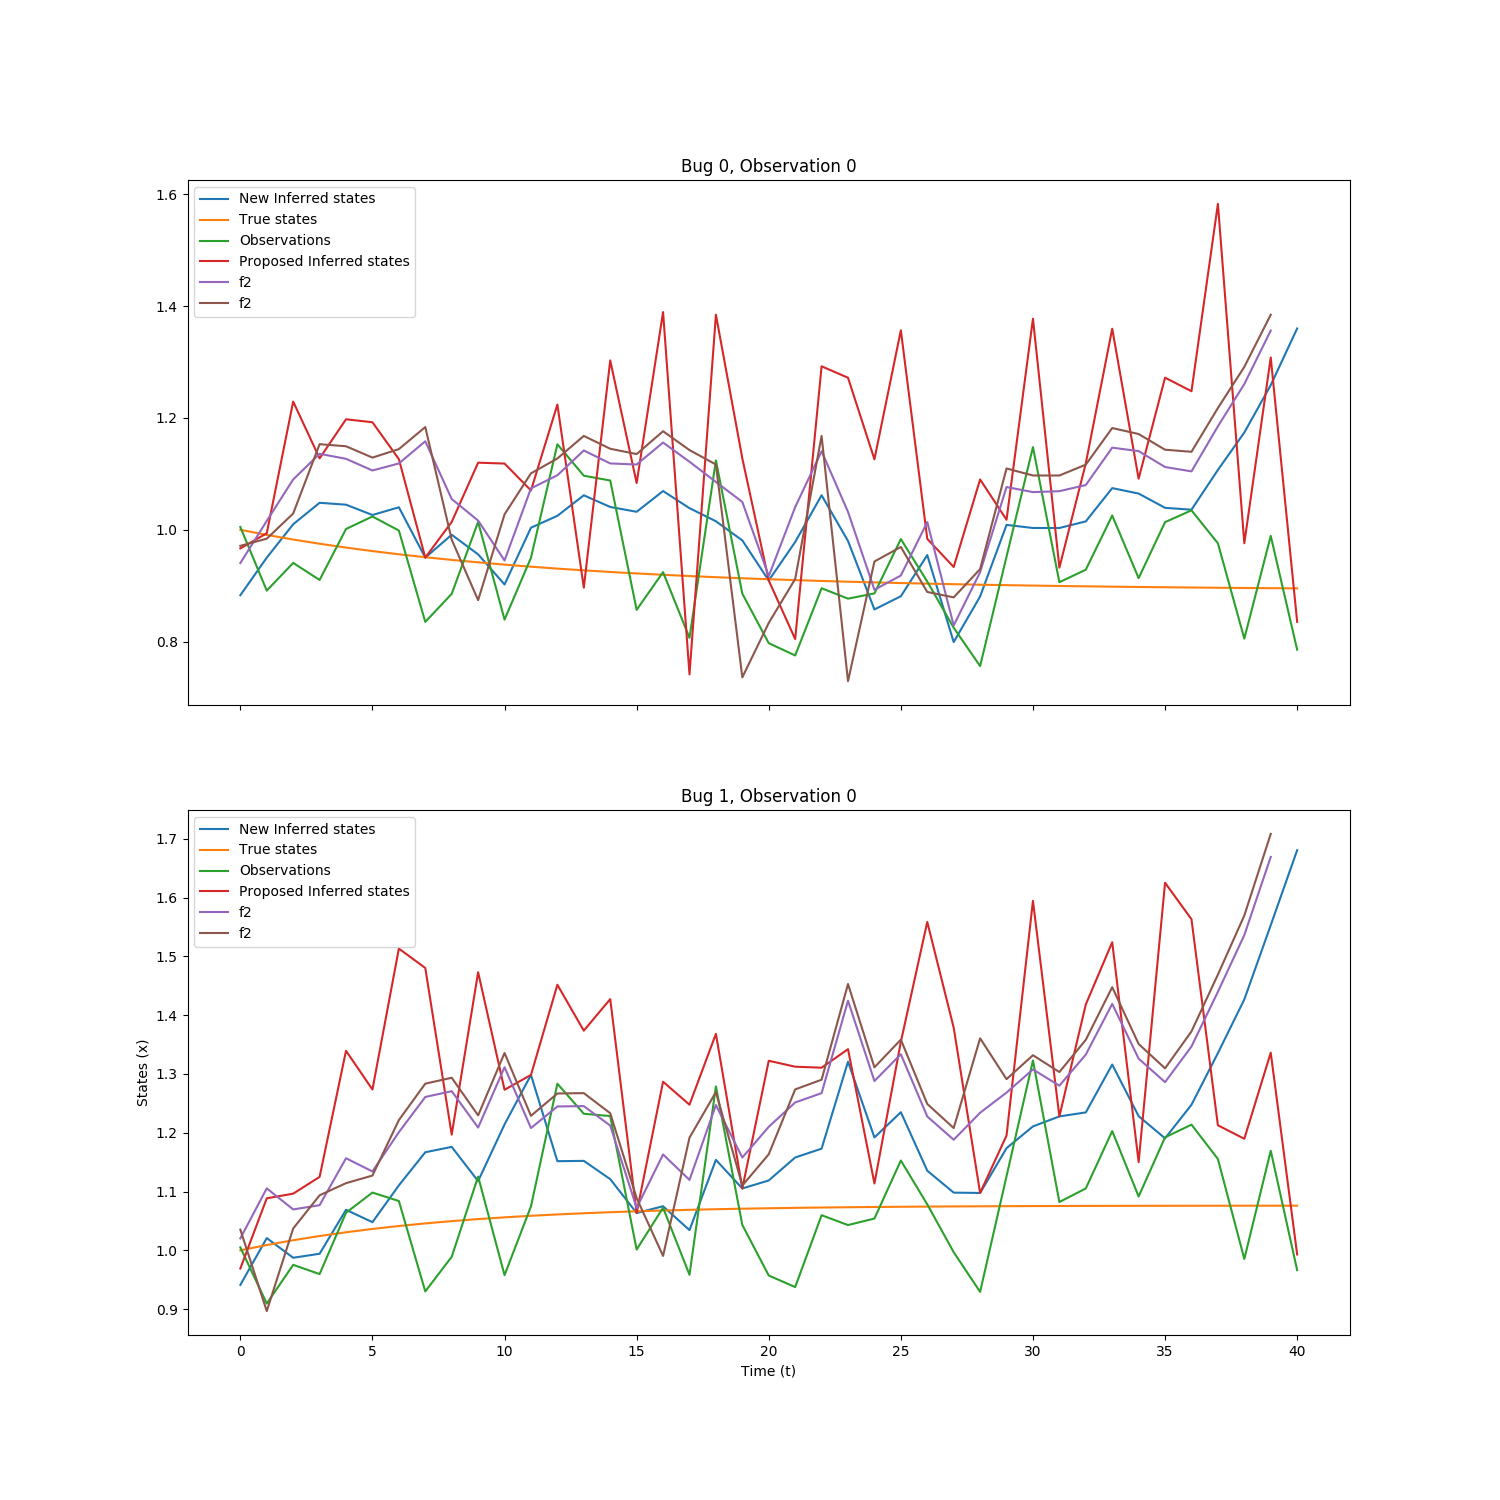 Bug 0, Observation 0
1.6
1.4
1.2
1.0
0.8
New Inferred states
True states
Observations
Proposed Inferred states
f2
f2
Bug 1, Observation 0
1.7
1.6
1.5
1.4
1.3
1.2
1.1
1.0
0.9
States (x)
New Inferred states
True states
Observations
Proposed Inferred states
f2
f2
0 5 10 15 20 25 30 35 40
Time (t)